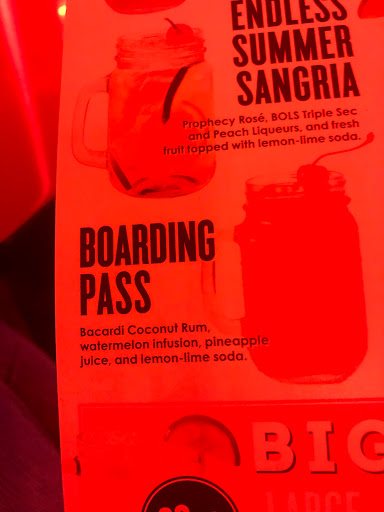 ENDLESS
SUMMER
SANGRIA
Prophecy Rosé, BOLS Triple Sec
and Peach Liqueurs, and fresh
fruit topped with lemon-lime soda.
BOARDING
PASS
Bacardi Coconut Rum,
watermelon infusion, pineapple
juice, and lemon-lime soda.
BIG
LARGE